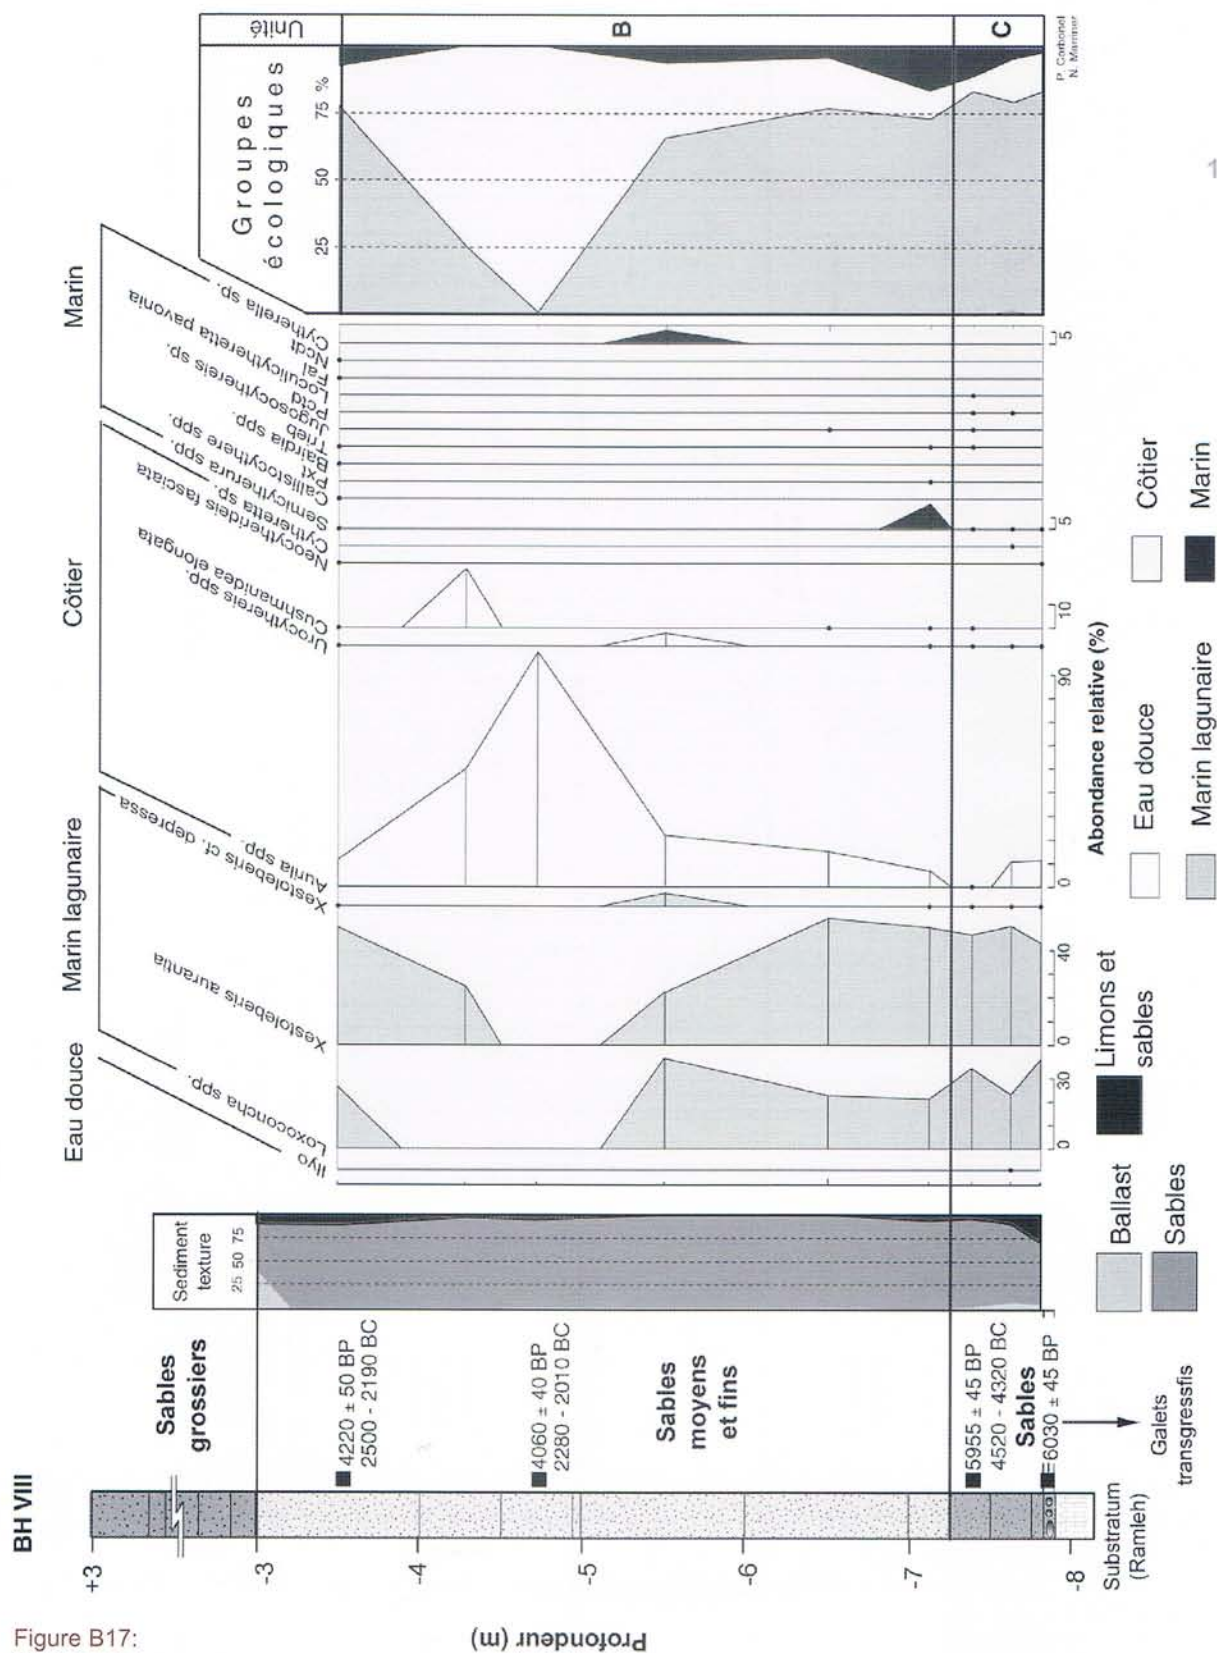 BH VIII
Profondeur (m)
+3
-3
-4
-5
-6
-7
-8
Substratum
(Ramleh)
Sables
grossiers
4220 ± 50 BP
2500 - 2190 BC
4060 ± 40 BP
2280 - 2010 BC
Sables
moyens
et fins
5955 ± 45 BP
4520 - 4320 BC
Sables
6030 ± 45 BP
Galets
transgressfis
Sediment
texture
25 50 75
Eau douce
Marin lagunaire
Côtier
Marin
Ilyo
Loxoconcha spp.
Xestoleberis aurantia
Xestoleberis cf. depressa
Aurila spp.
Urocythereis spp.
Cushmanidea elongata
Neocytherideis fasciata
Cytheretta sp.
Semicytherura spp.
Callistocythere spp.
Pxt
Bairdia spp.
Trieb
Jugosocythereis sp.
Pctd
Loculicytheretta pavonia
Fal
Ncdt
Cytherella sp.
Groupes
écologiques
25
50
75
%
Unité
B
C
P. Carbonel
N. Marriner
0
30
0
40
0
90
10
5
5
Abondance relative (%)
Ballast
Sables
Limons et
sables
Eau douce
Marin lagunaire
Côtier
Marin
1
Figure B17: